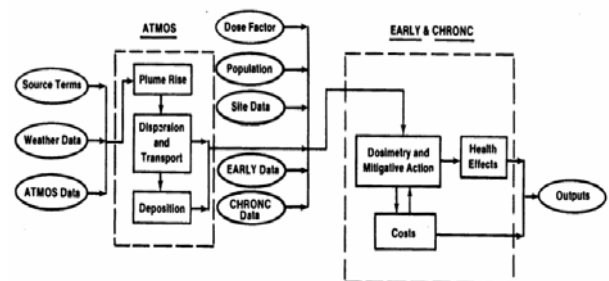 ATMOS
EARLY & CHRONC
Dose Factor
Population
Site Data
EARLY Data
CHRONC
Data
Source Terms
Weather Data
ATMOS Data
Plume Rise
Dispersion
and
Transport
Deposition
Dosimetry and
Mitigative Action
Health
Effects
Costs
Outputs